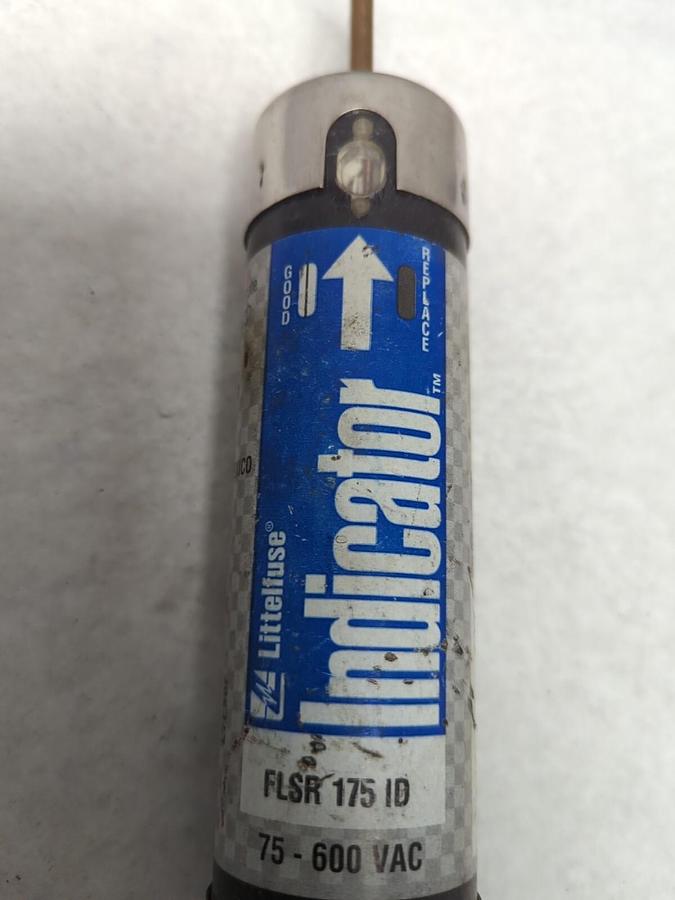 GOOD
REPLACE
Indicator™
Littelfuse®
FLSR 175 ID
75 - 600 VAC